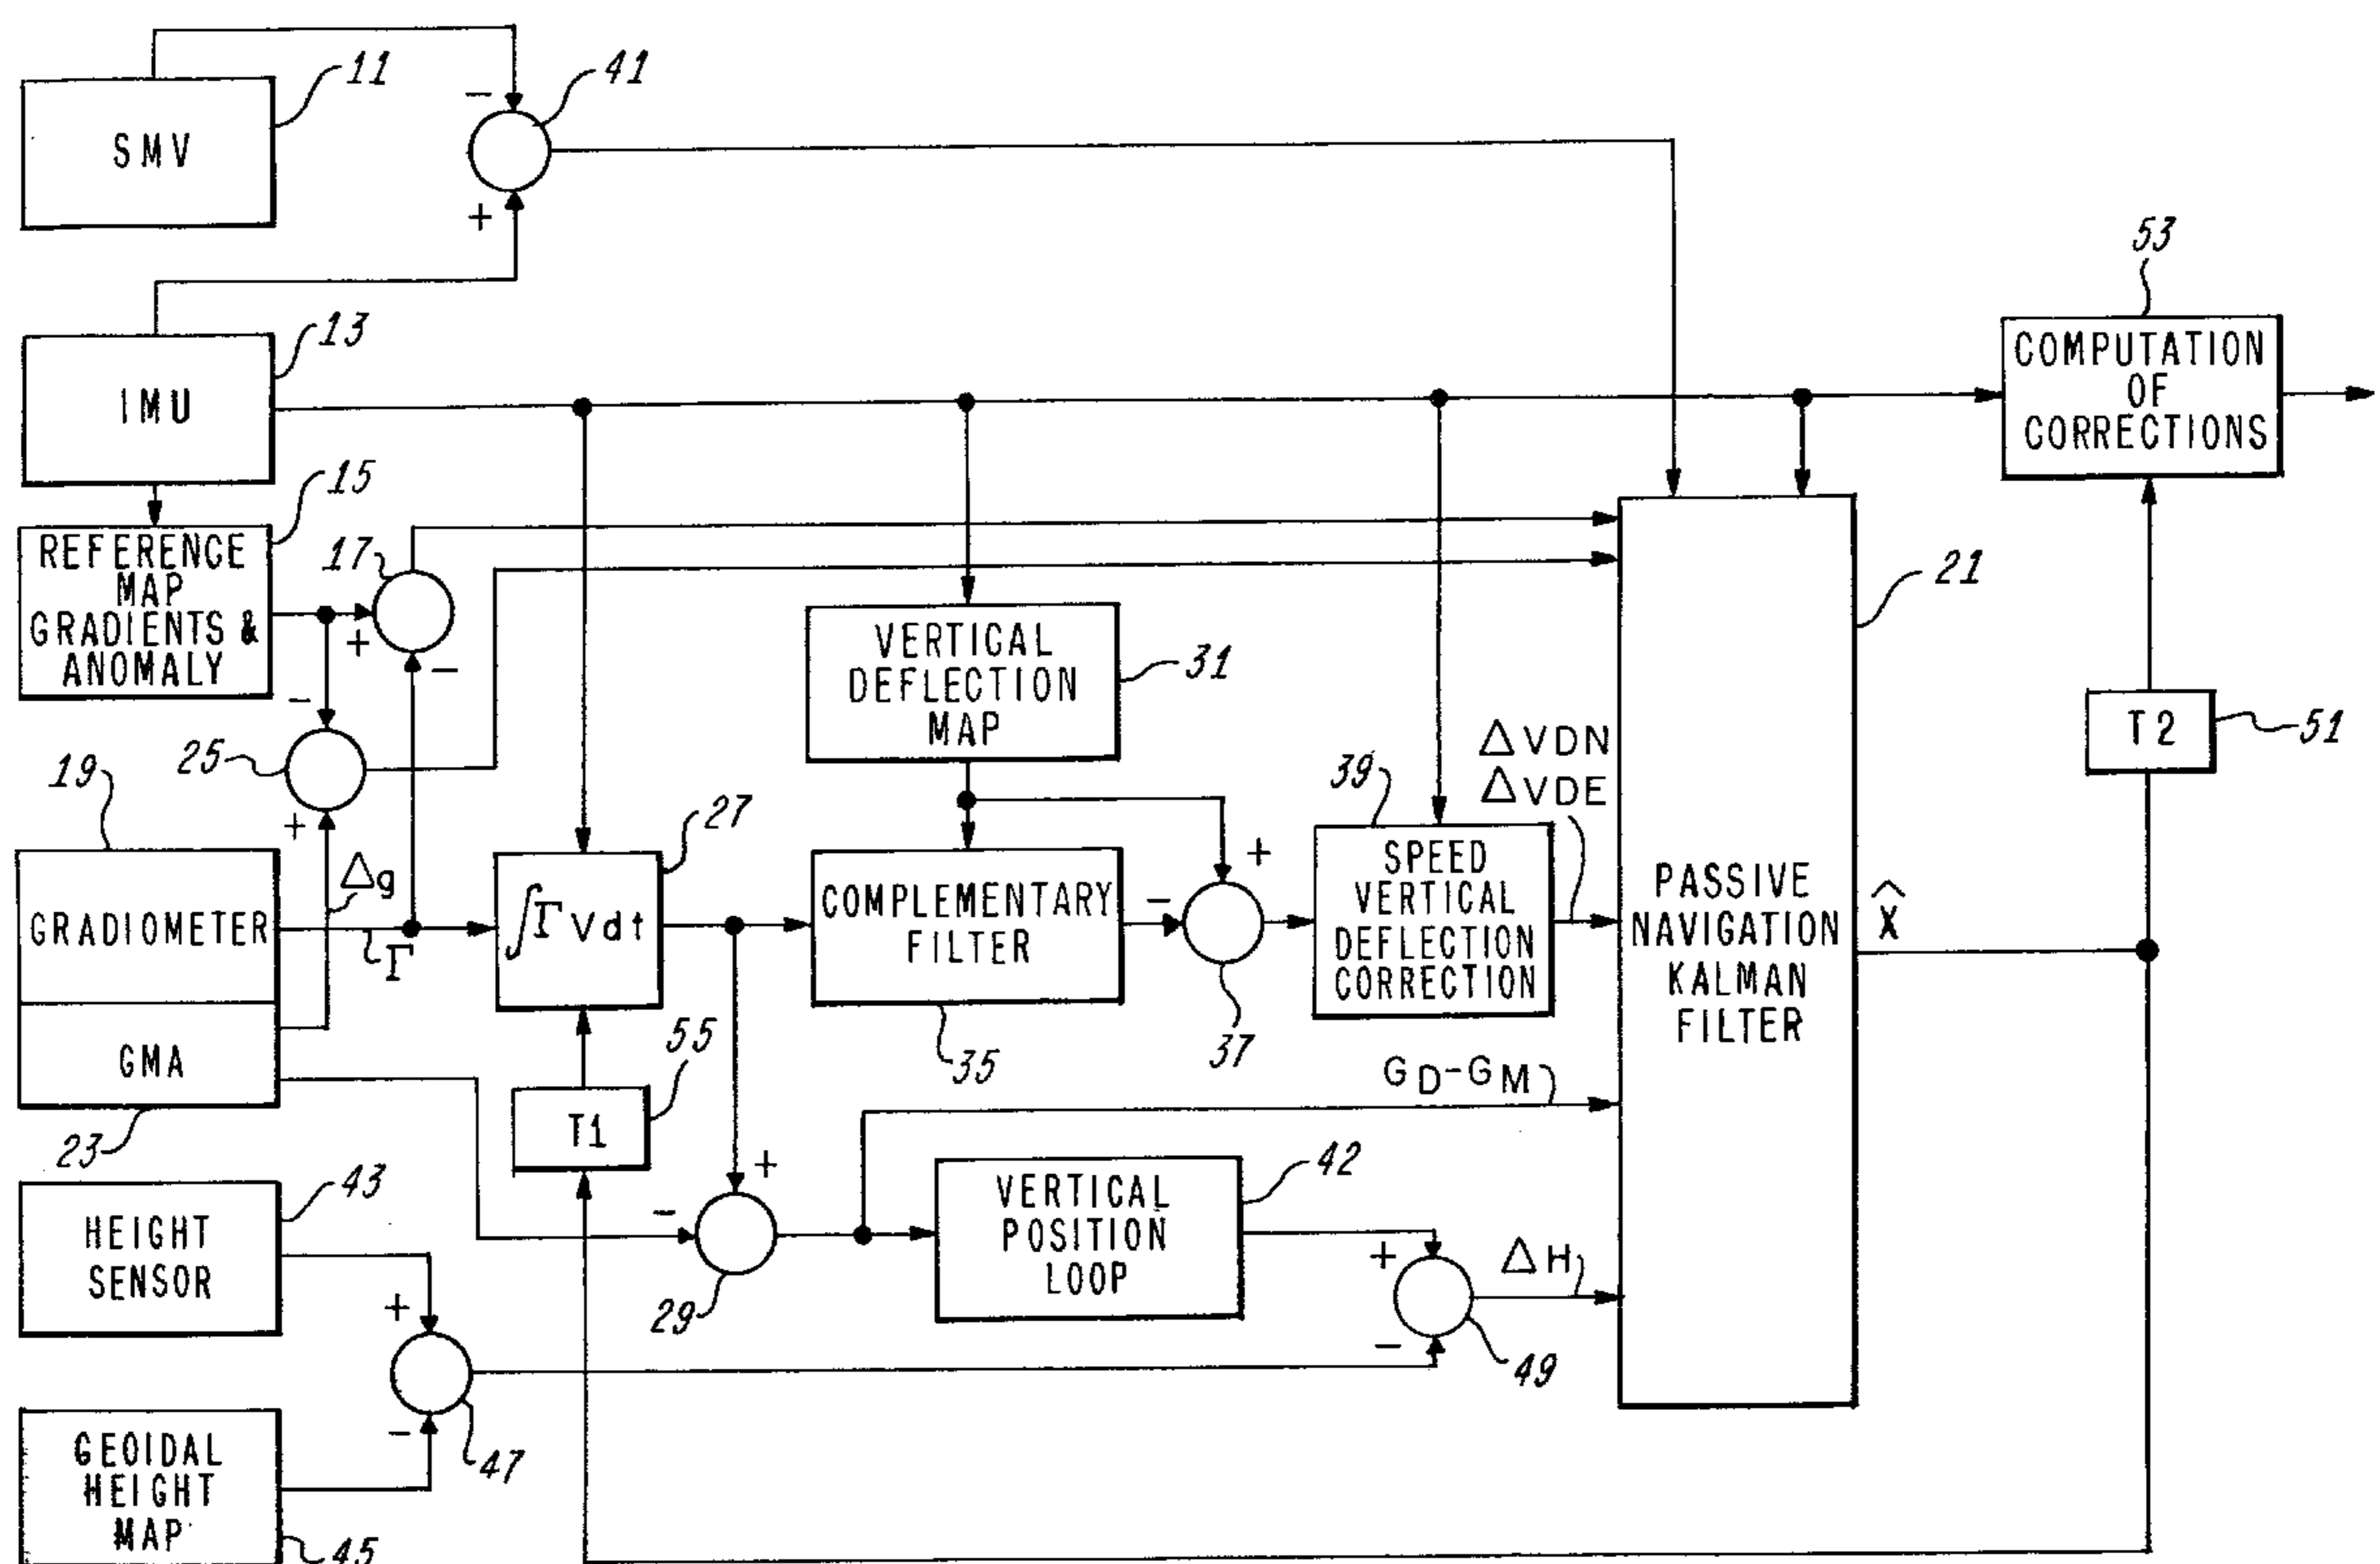 11
41
SMV
-
+
53
13
IMU
COMPUTATION
OF
CORRECTIONS
15
REFERENCE
MAP
GRADIENTS &
ANOMALY
17
+
-
21
VERTICAL
DEFLECTION
MAP
31
-
25
+
T2
51
ΔVDN
ΔVDE
19
27
39
Δg
GRADIOMETER
Γ
∫Γ Vdt
COMPLEMENTARY
FILTER
35
-
+
37
SPEED
VERTICAL
DEFLECTION
CORRECTION
PASSIVE
NAVIGATION
KALMAN
FILTER
X̂
GMA
23
55
T1
GD-GM
+
-
29
43
HEIGHT
SENSOR
42
VERTICAL
POSITION
LOOP
+
-
ΔH
49
+
-
47
GEOIDAL
HEIGHT
MAP
45